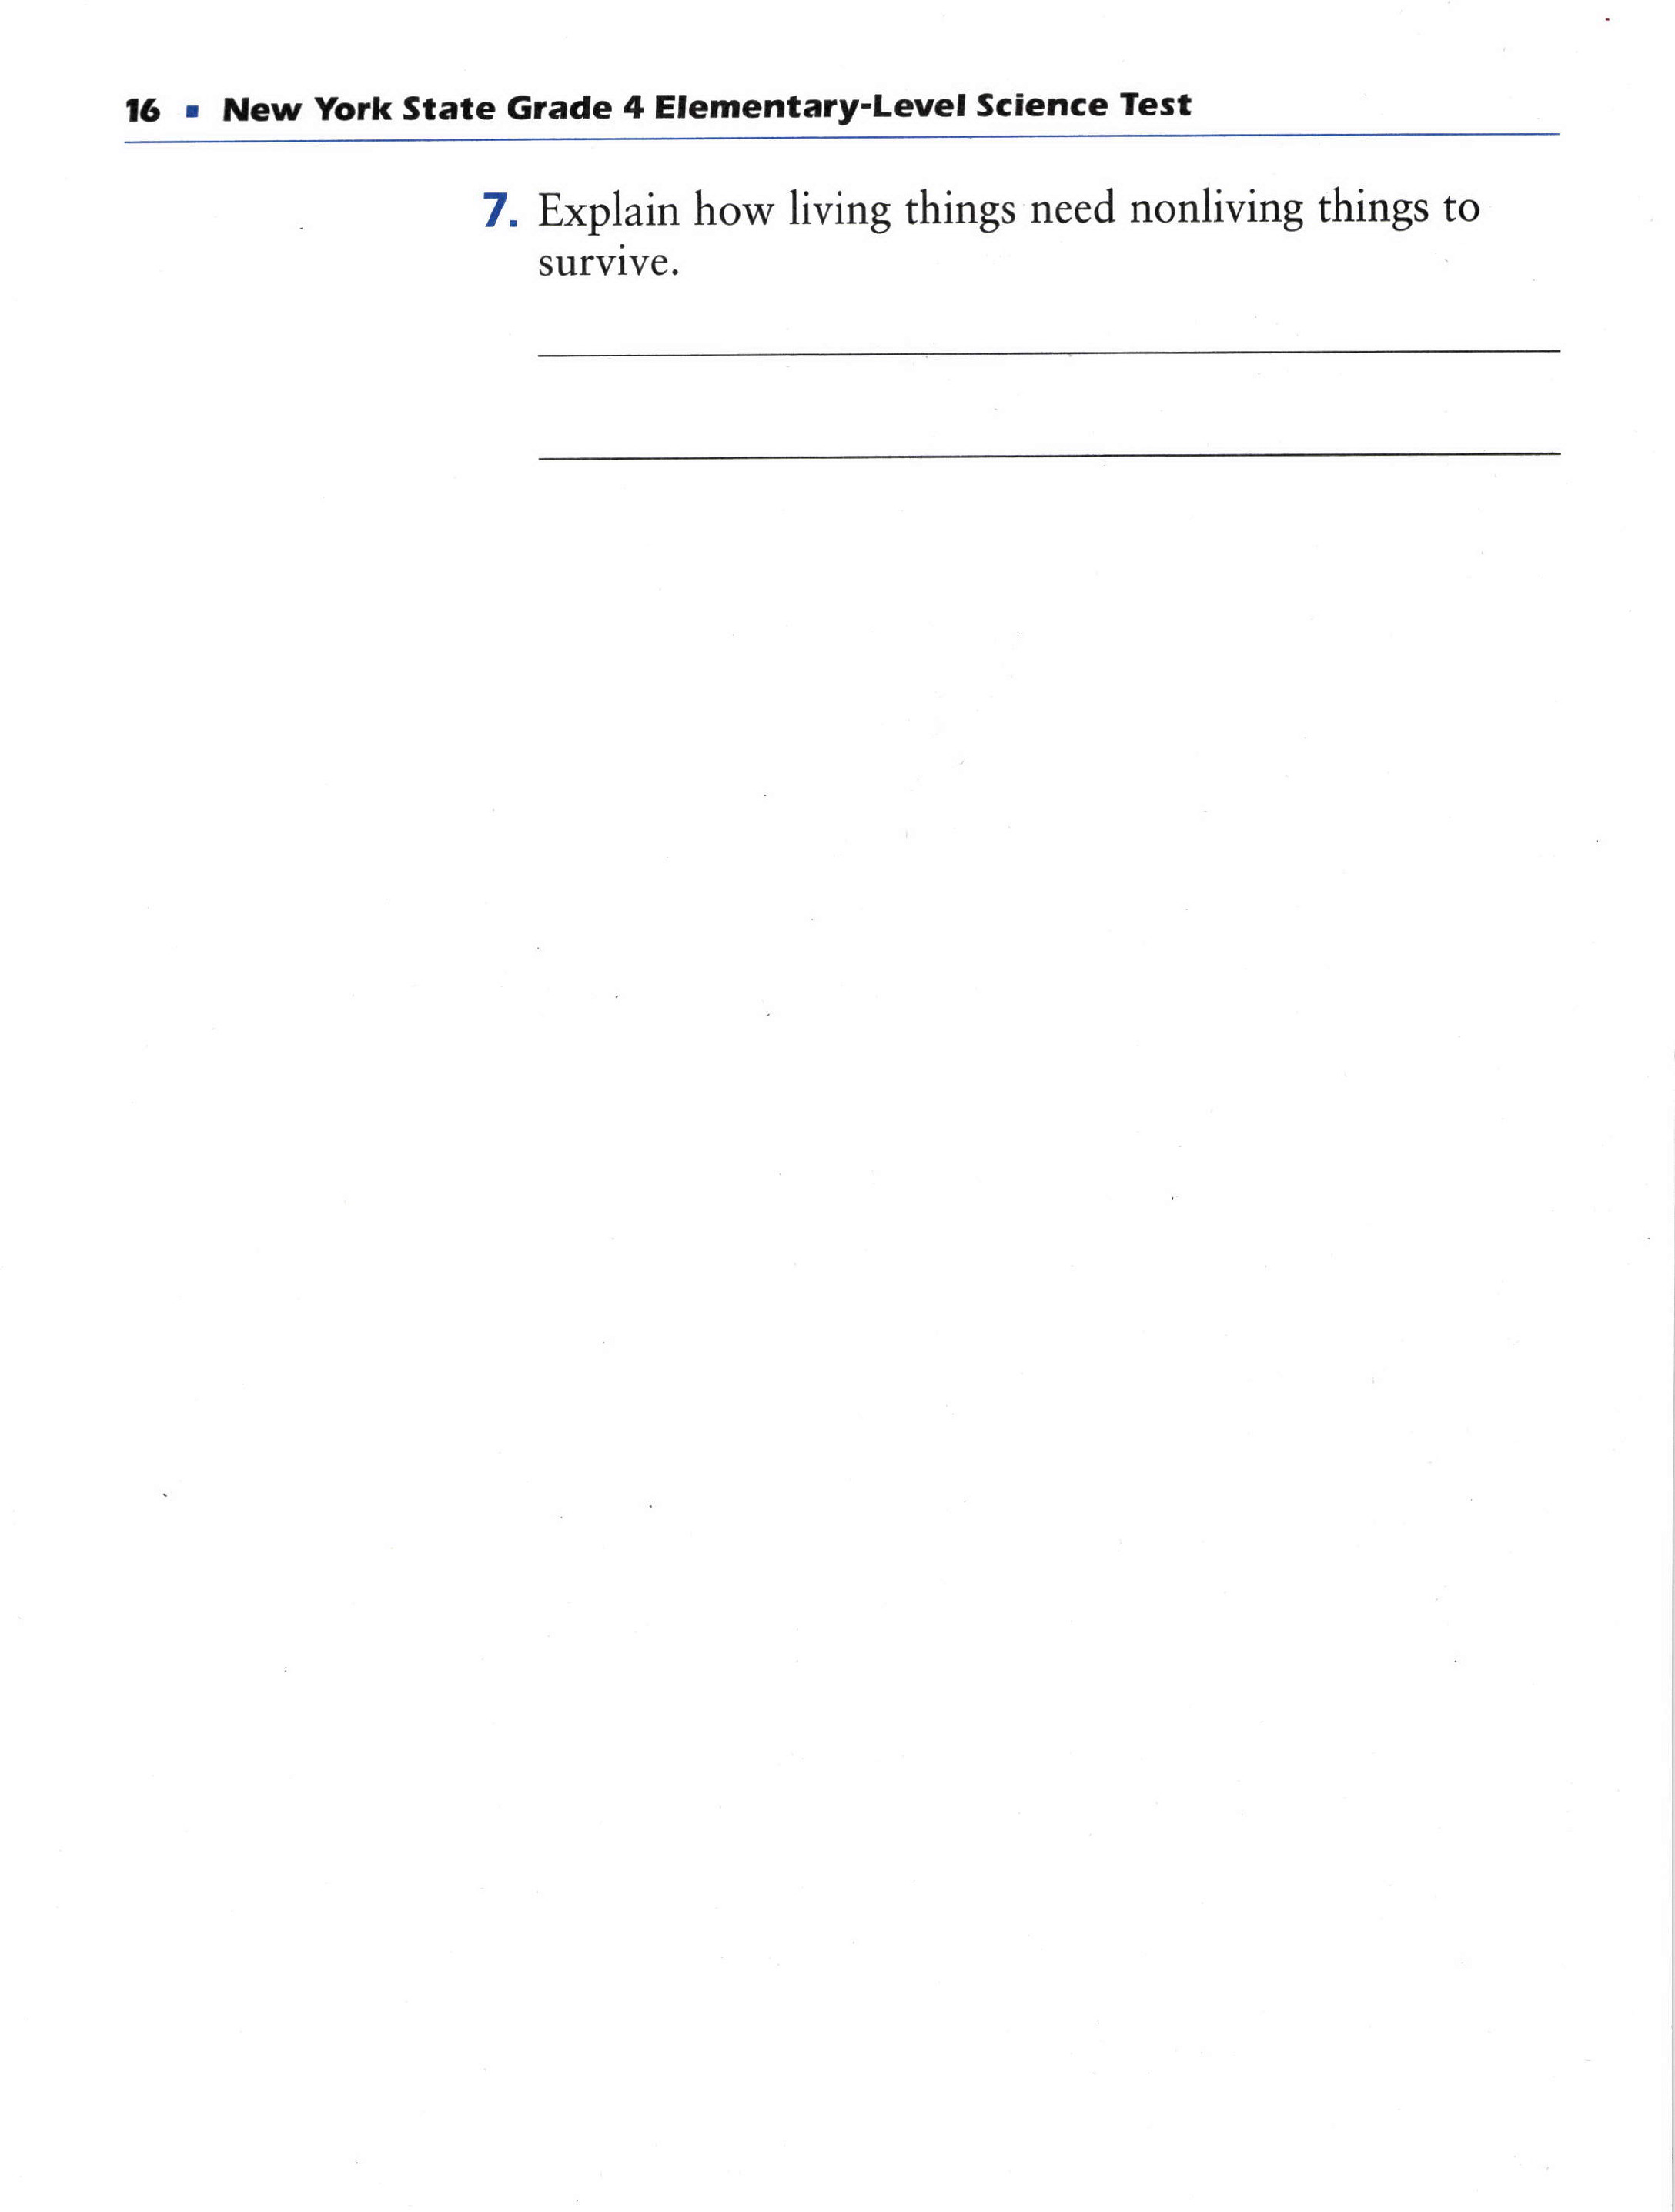 16 ▪ New York State Grade 4 Elementary-Level Science Test
7. Explain how living things need nonliving things to
survive.